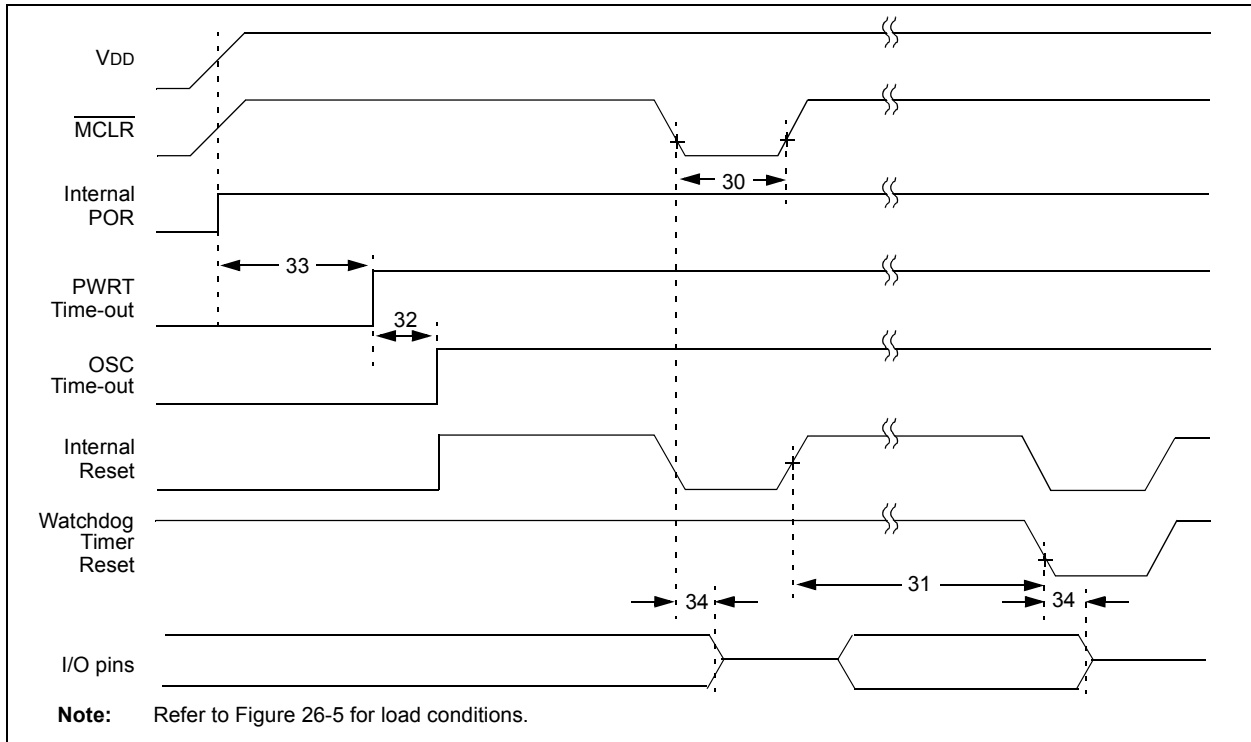 VDD
MCLR
30
Internal
POR
33
PWRT
Time-out
32
OSC
Time-out
Internal
Reset
Watchdog
Timer
Reset
31
34
34
I/O pins
Note: Refer to Figure 26-5 for load conditions.